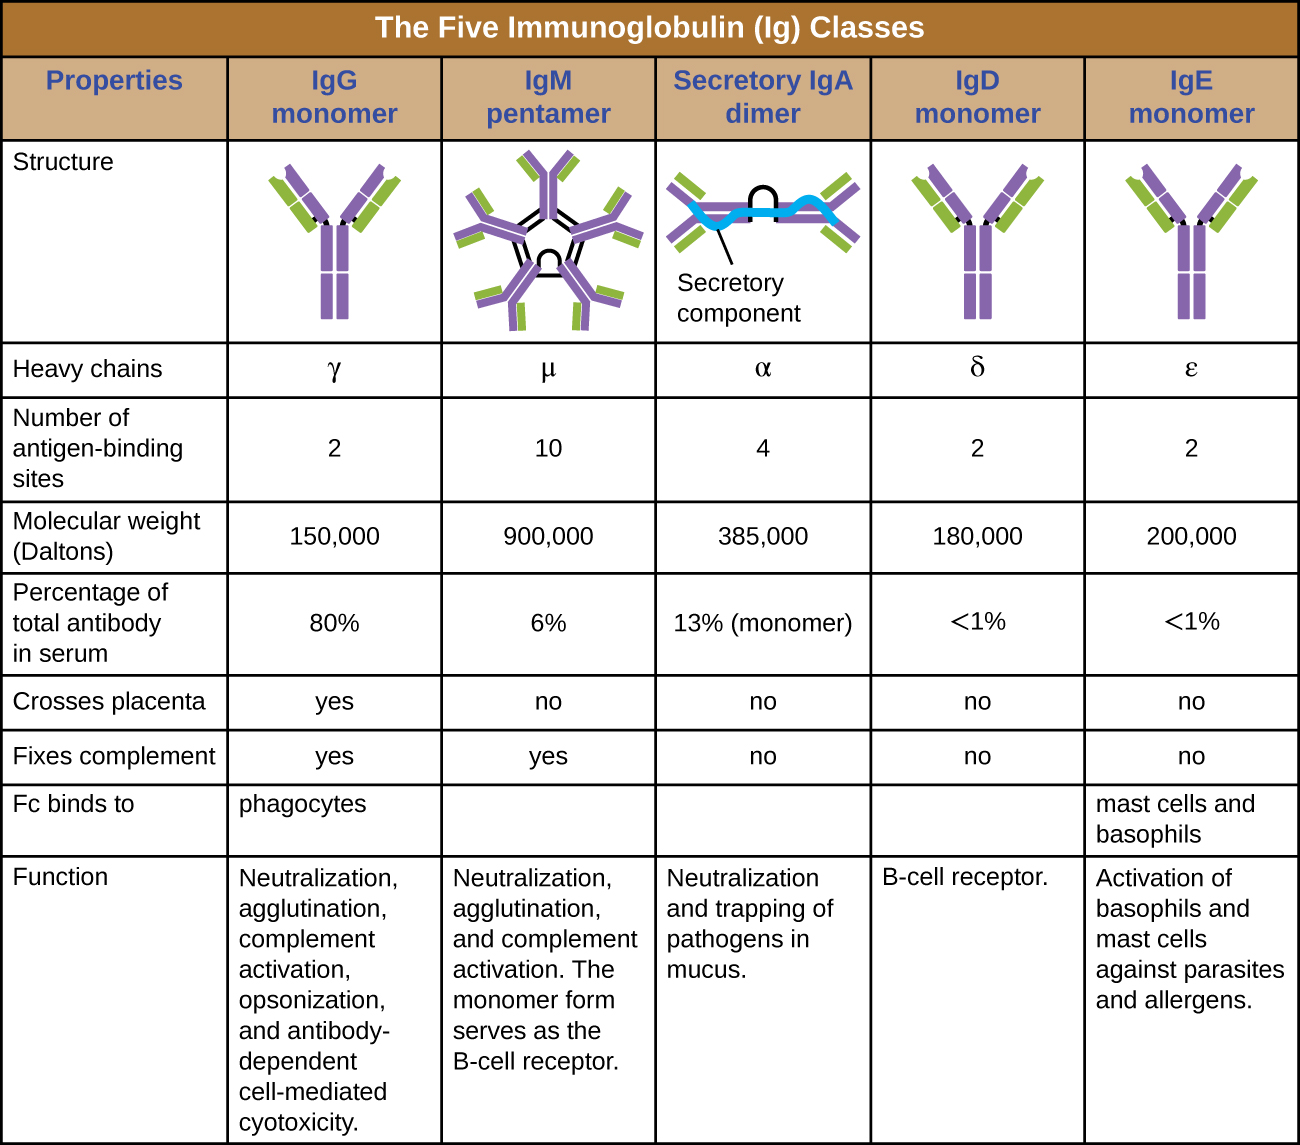 The Five Immunoglobulin (Ig) Classes
Properties
IgG
monomer
IgM
pentamer
Secretory IgA
dimer
IgD
monomer
IgE
monomer
Structure
Secretory
component
Heavy chains
γ
μ
α
δ
ε
Number of
antigen-binding
sites
2
10
4
2
2
Molecular weight
(Daltons)
150,000
900,000
385,000
180,000
200,000
Percentage of
total antibody
in serum
80%
6%
13% (monomer)
<1%
<1%
Crosses placenta
yes
no
no
no
no
Fixes complement
yes
yes
no
no
no
Fc binds to
phagocytes
mast cells and
basophils
Function
Neutralization,
agglutination,
complement
activation,
opsonization,
and antibody-
dependent
cell-mediated
cyotoxicity.
Neutralization,
agglutination,
and complement
activation. The
monomer form
serves as the
B-cell receptor.
Neutralization
and trapping of
pathogens in
mucus.
B-cell receptor.
Activation of
basophils and
mast cells
against parasites
and allergens.